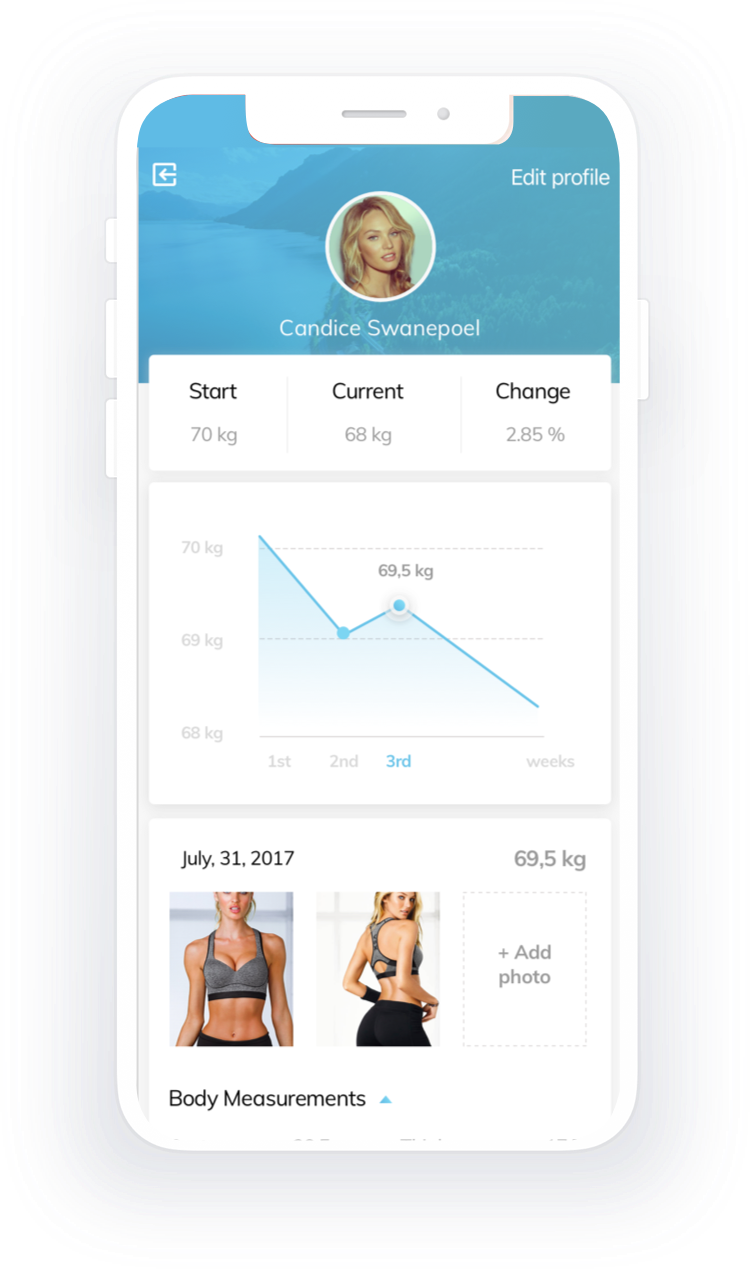 Edit profile
Candice Swanepoel
Start Current Change
70 kg 68 kg 2.85 %
70 kg
69,5 kg
69 kg
68 kg
1st 2nd 3rd weeks
July, 31, 2017 69,5 kg
+ Add
photo
Body Measurements